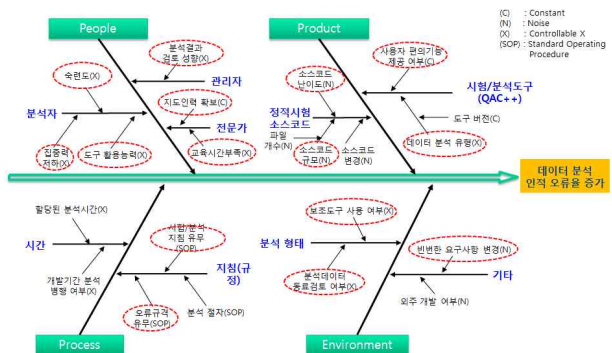 People
Product
(C) : Constant
(N) : Noise
(X) : Controllable X
(SOP) : Standard Operating
Procedure
분석결과
검토 성향(X)
관리자
숙련도(X)
분석자
지도인력 확보(C)
전문가
집중력
저하(X)
도구 활용능력(X)
교육시간부족(X)
사용자 편의기능
제공 여부(C)
소스코드
난이도(N)
시험/분석도구
(QAC++)
정적시험
소스코드
도구 버전(C)
파일
개수(N)
소스코드
규모(N)
소스코드
변경(N)
데이터 분석 유형(X)
데이터 분석
인적 오류율 증가
할당된 분석시간(X)
시간
개발기간 분석
병행 여부(X)
시험/분석
지침 유무
(SOP)
지침(규
정)
오류규격
유무(SOP)
분석 절차(SOP)
보조도구 사용 여부(X)
분석 형태
분석데이터
동료검토 여부(X)
빈번한 요구사항 변경(N)
기타
외주 개발 여부(N)
Process
Environment